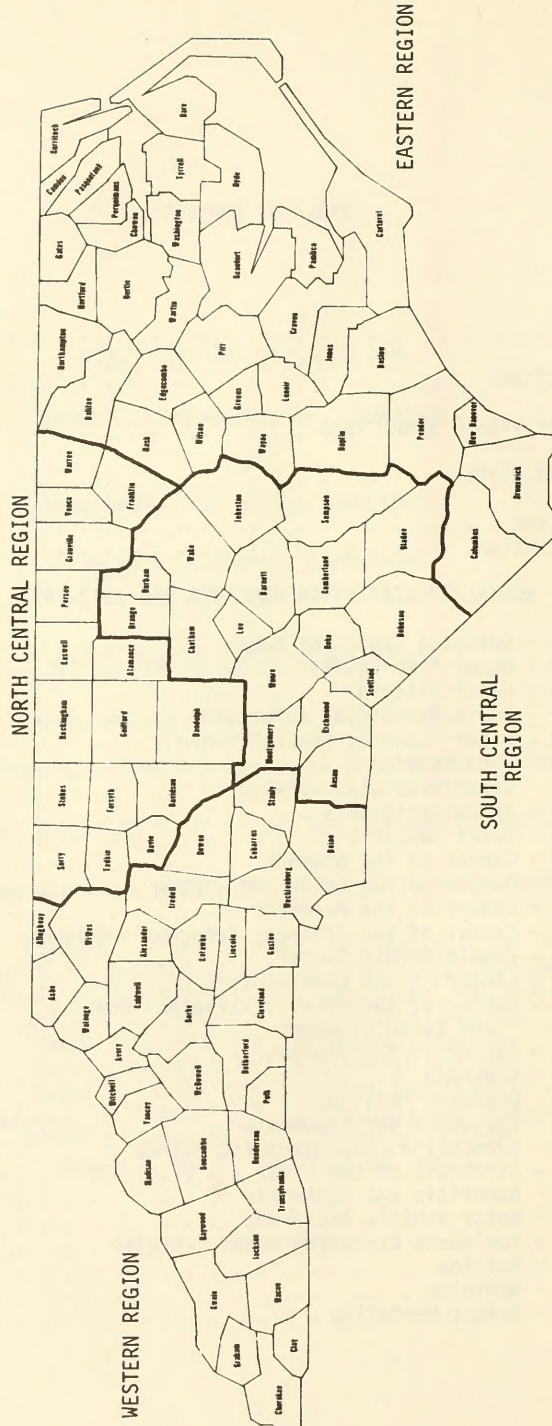 NORTH CENTRAL REGION
WESTERN REGION
EASTERN REGION
SOUTH CENTRAL
REGION
Cherokee
Graham
Clay
Swain
Macon
Jackson
Haywood
Transylvania
Madison
Buncombe
Henderson
Yancey
Mitchell
Avery
McDowell
Polk
Rutherford
Ashe
Alleghany
Watauga
Wilkes
Caldwell
Alexander
Burke
Catawba
Lincoln
Cleveland
Gaston
Iredell
Mecklenburg
Rowan
Cabarrus
Stanly
Union
Surry
Yadkin
Davie
Stokes
Forsyth
Davidson
Rockingham
Guilford
Randolph
Caswell
Alamance
Person
Granville
Vance
Warren
Franklin
Orange
Durham
Chatham
Wake
Lee
Moore
Montgomery
Anson
Richmond
Scotland
Hoke
Robeson
Harnett
Johnston
Cumberland
Sampson
Bladen
Columbus
Brunswick
New Hanover
Pender
Duplin
Wayne
Wilson
Nash
Halifax
Northampton
Edgecombe
Greene
Lenoir
Pitt
Jones
Onslow
Craven
Pamlico
Carteret
Beaufort
Martin
Bertie
Hertford
Gates
Chowan
Perquimans
Pasquotank
Camden
Currituck
Washington
Tyrrell
Dare
Hyde